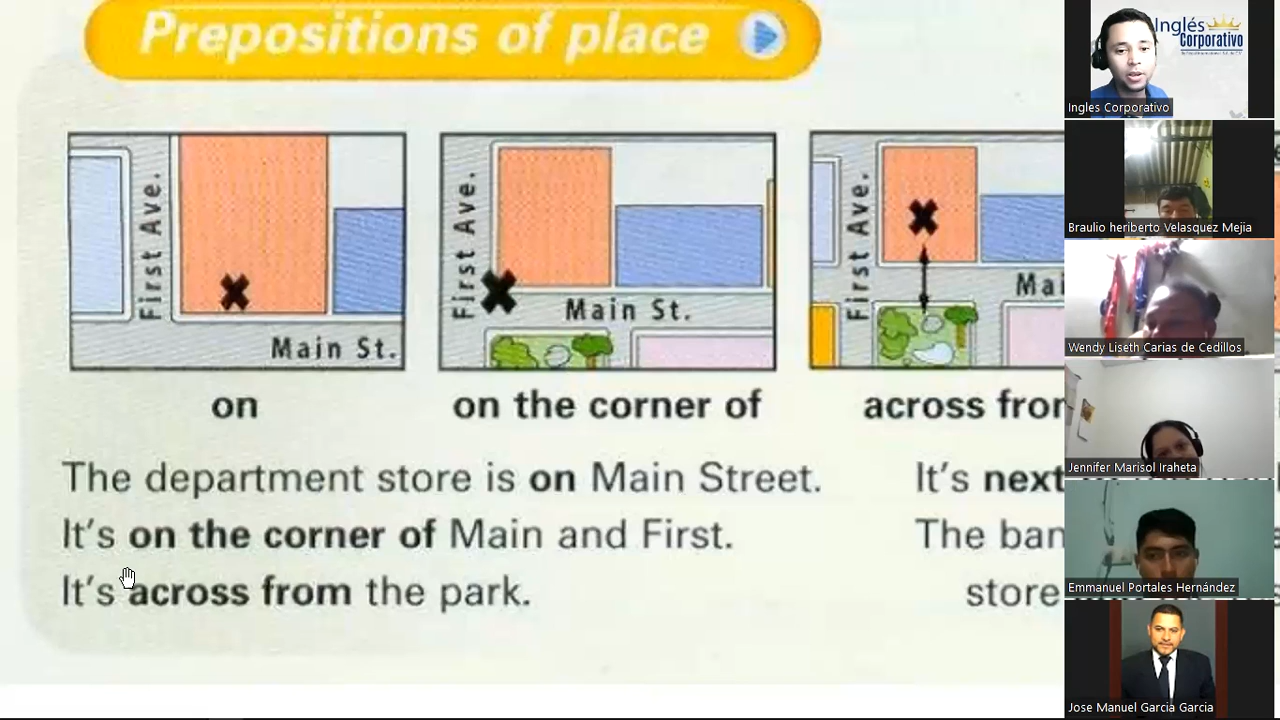 Prepositions of place
First Ave.
Main St.
First Ave.
Main St.
First Ave.
on
on the corner of
The department store is on Main Street.
It's next
It's on the corner of Main and First.
It's across from the park.
store
Inglés
Corporativo
Ingles Corporativo
Braulio heriberto Velasquez Mejia
Wendy Liseth Carias de Cedillos
Jennifer Marisol Iraheta
Emmanuel Portales Hernández
Jose Manuel Garcia Garcia